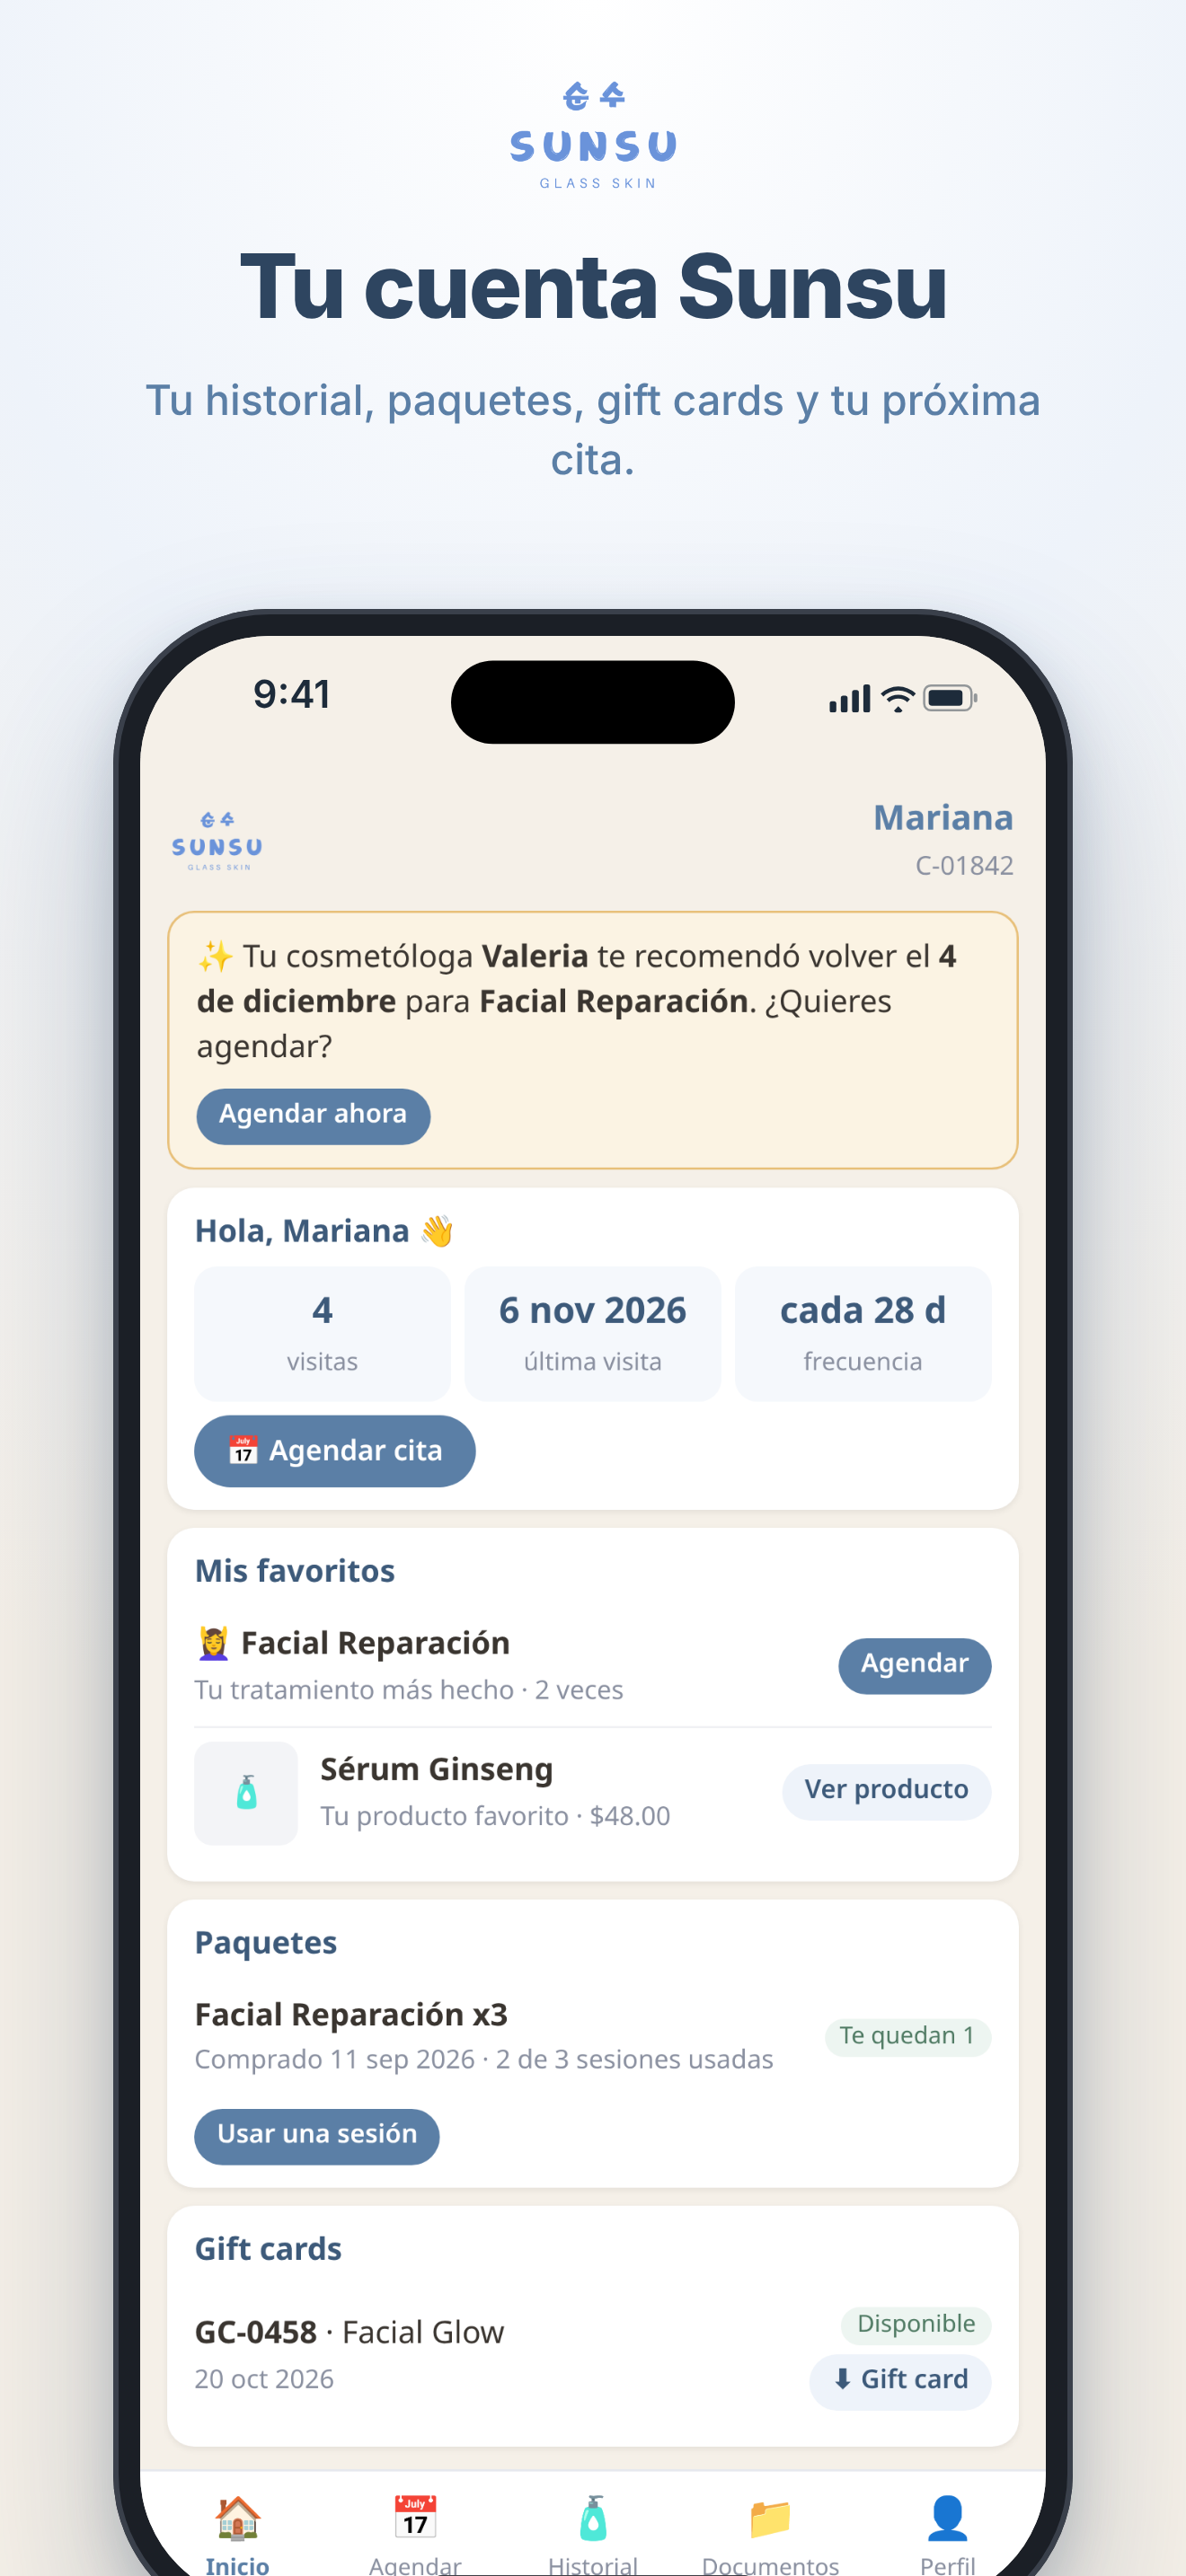 SUNSU
GLASS SKIN
Tu cuenta Sunsu
Tu historial, paquetes, gift cards y tu próxima
cita.
9:41
SUNSU
GLASS SKIN
Mariana
C-01842
✨ Tu cosmetóloga Valeria te recomendó volver el 4
de diciembre para Facial Reparación. ¿Quieres
agendar?
Agendar ahora
Hola, Mariana 👋
4
visitas
6 nov 2026
última visita
cada 28 d
frecuencia
📅 Agendar cita
Mis favoritos
💆‍♀️ Facial Reparación
Tu tratamiento más hecho · 2 veces
Agendar
Sérum Ginseng
Tu producto favorito · $48.00
Ver producto
Paquetes
Facial Reparación x3
Comprado 11 sep 2026 · 2 de 3 sesiones usadas
Te quedan 1
Usar una sesión
Gift cards
GC-0458 · Facial Glow
20 oct 2026
Disponible
⬇ Gift card
July
17
Inicio
Agendar
Historial
Documentos
Perfil